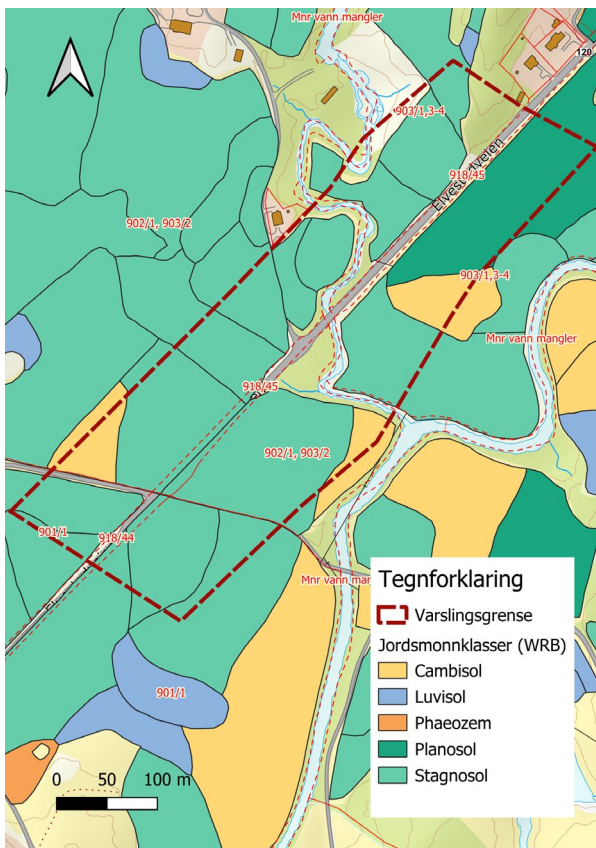 Mnr vann mangler
120
903/1,3-4
Elvestadveien
918/45
902/1, 903/2
903/1,3-4
Mnr vann mangler
918/45
902/1, 903/2
901/1
918/44
Mnr vann
901/1
Tegnforklaring
Varslingsgrense
Jordsmonnklasser (WRB)
Cambisol
Luvisol
Phaeozem
Planosol
Stagnosol
0 50 100 m